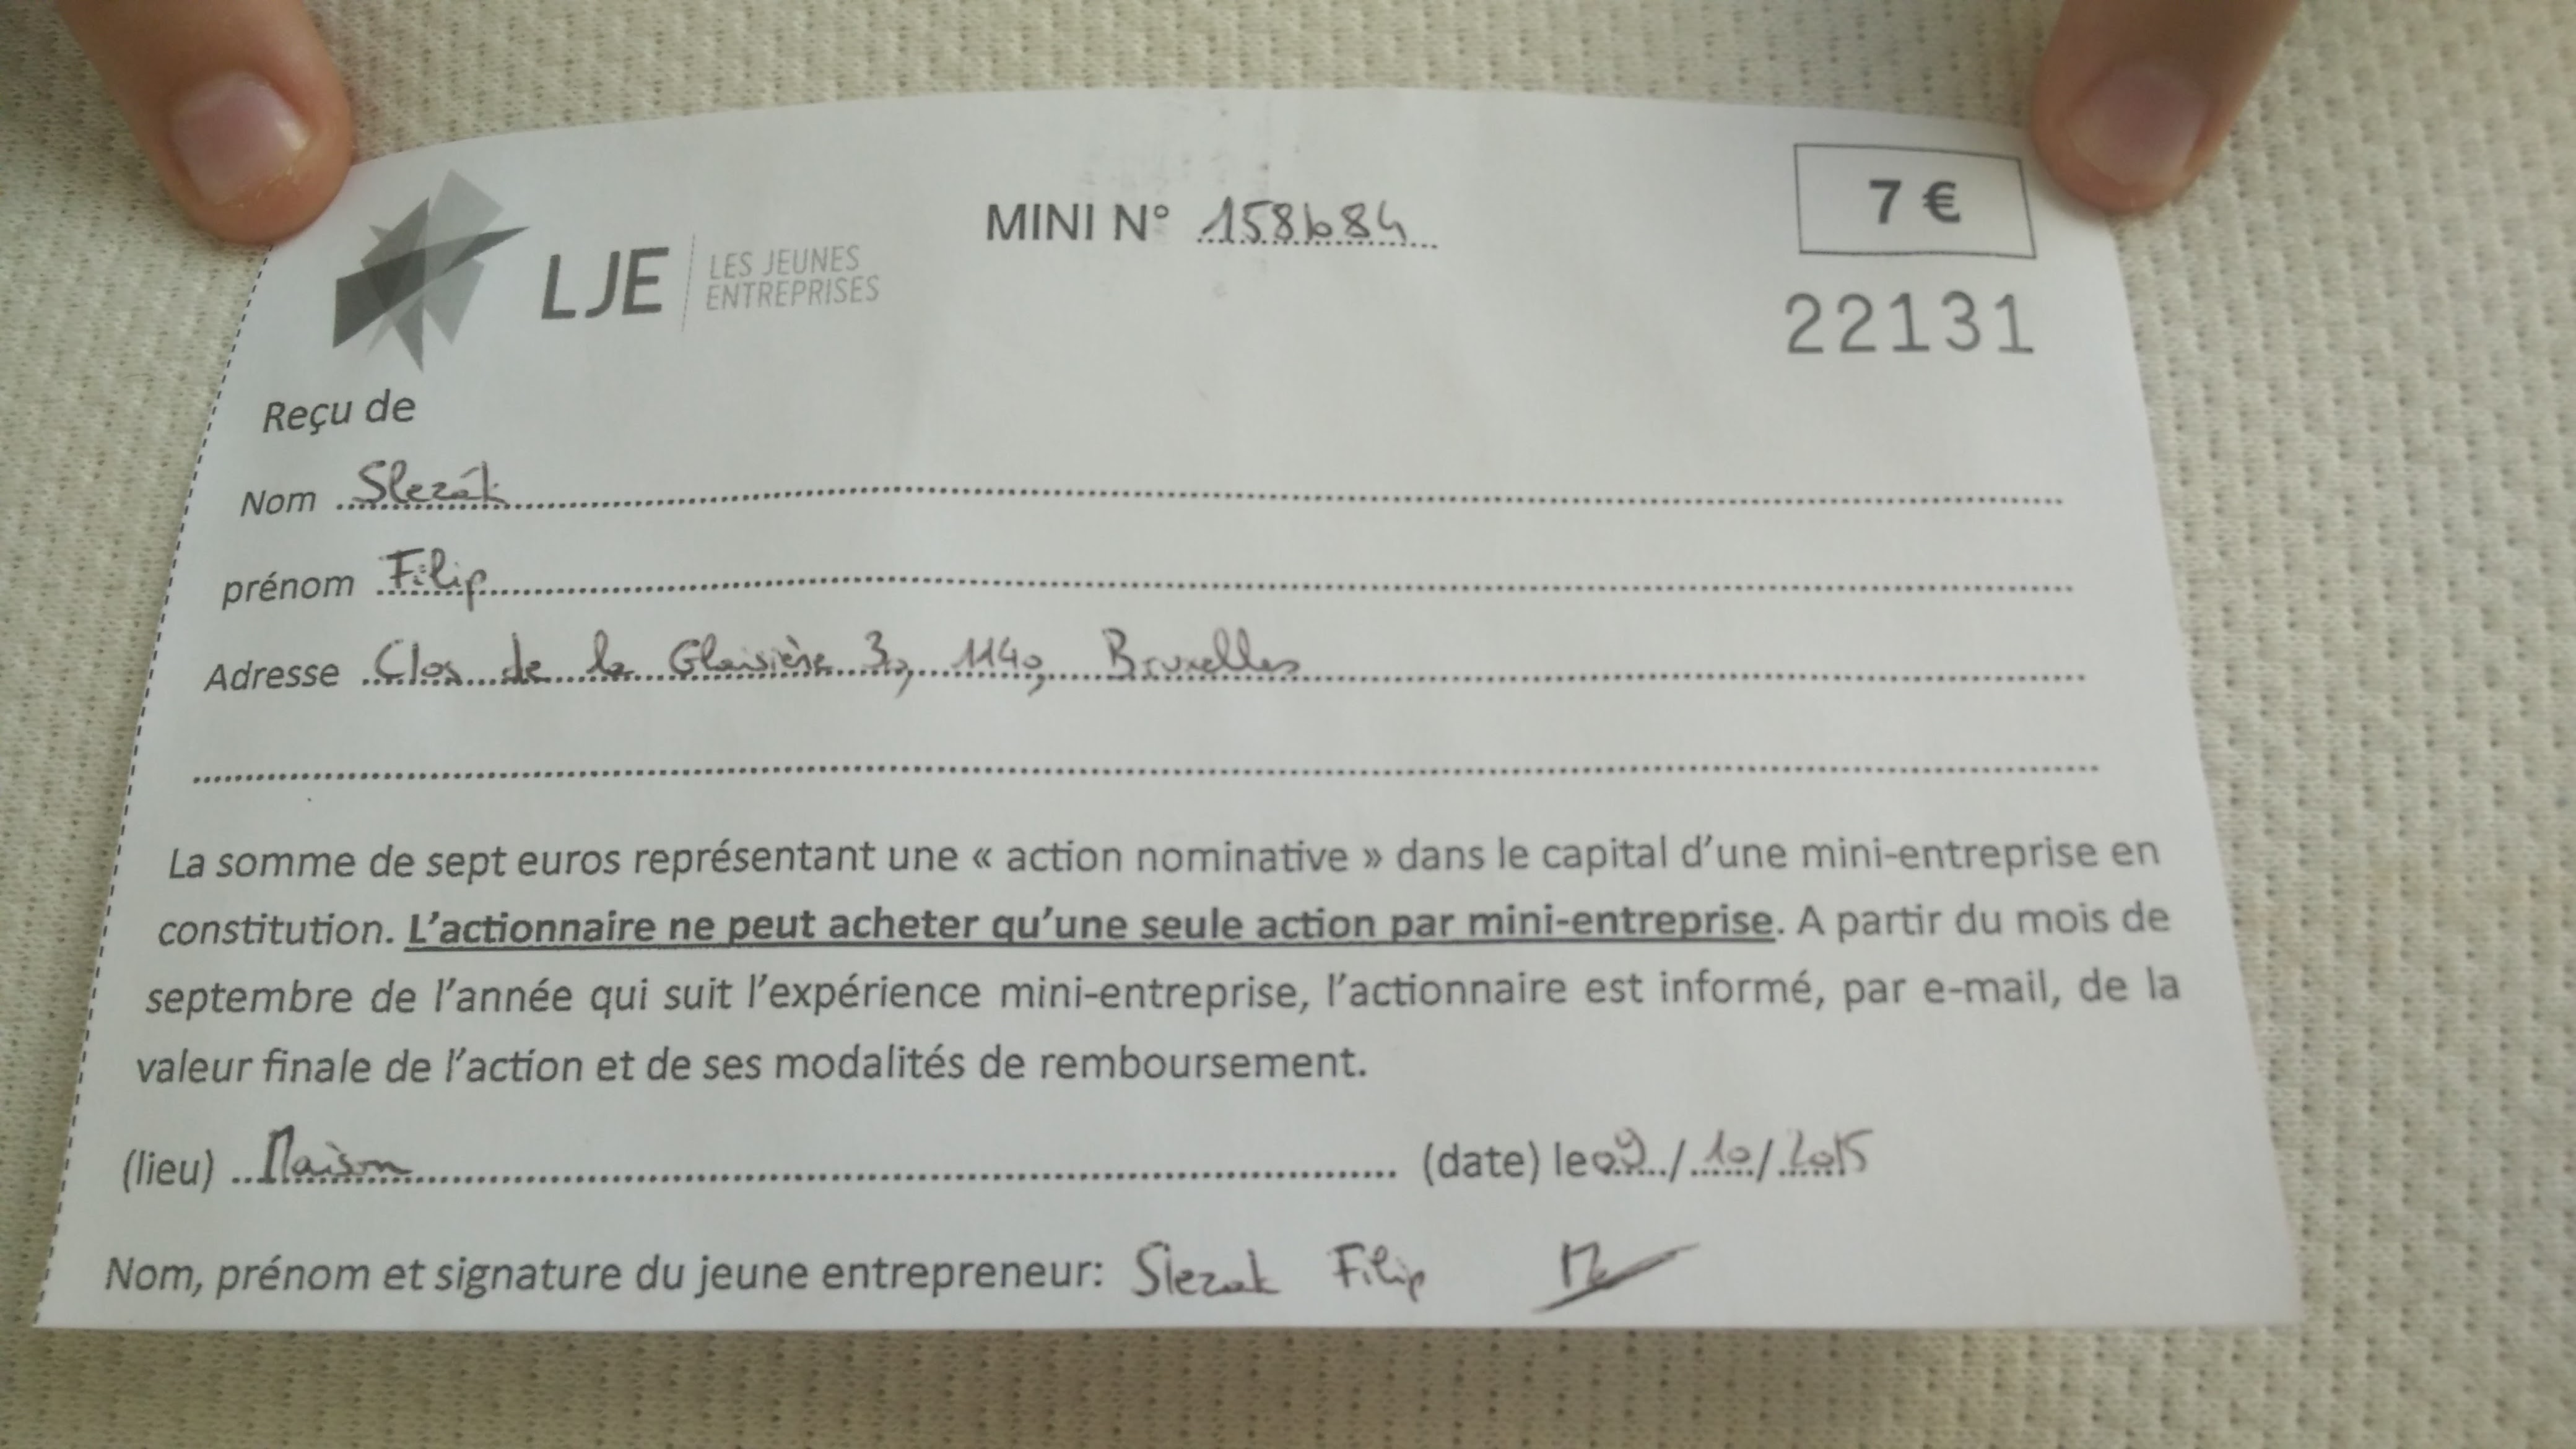 LJE LES JEUNES
ENTREPRISES
MINI N° 158684
7 €
22131
Reçu de
Nom Slezák
prénom Filip
Adresse Clos de la Glaisière 3, 1140, Bruxelles
La somme de sept euros représentant une « action nominative » dans le capital d'une mini-entreprise en
constitution. L'actionnaire ne peut acheter qu'une seule action par mini-entreprise. A partir du mois de
septembre de l'année qui suit l'expérience mini-entreprise, l'actionnaire est informé, par e-mail, de la
valeur finale de l'action et de ses modalités de remboursement.
(lieu) Maison (date) le 09/10/2015
Nom, prénom et signature du jeune entrepreneur: Slezak Filip